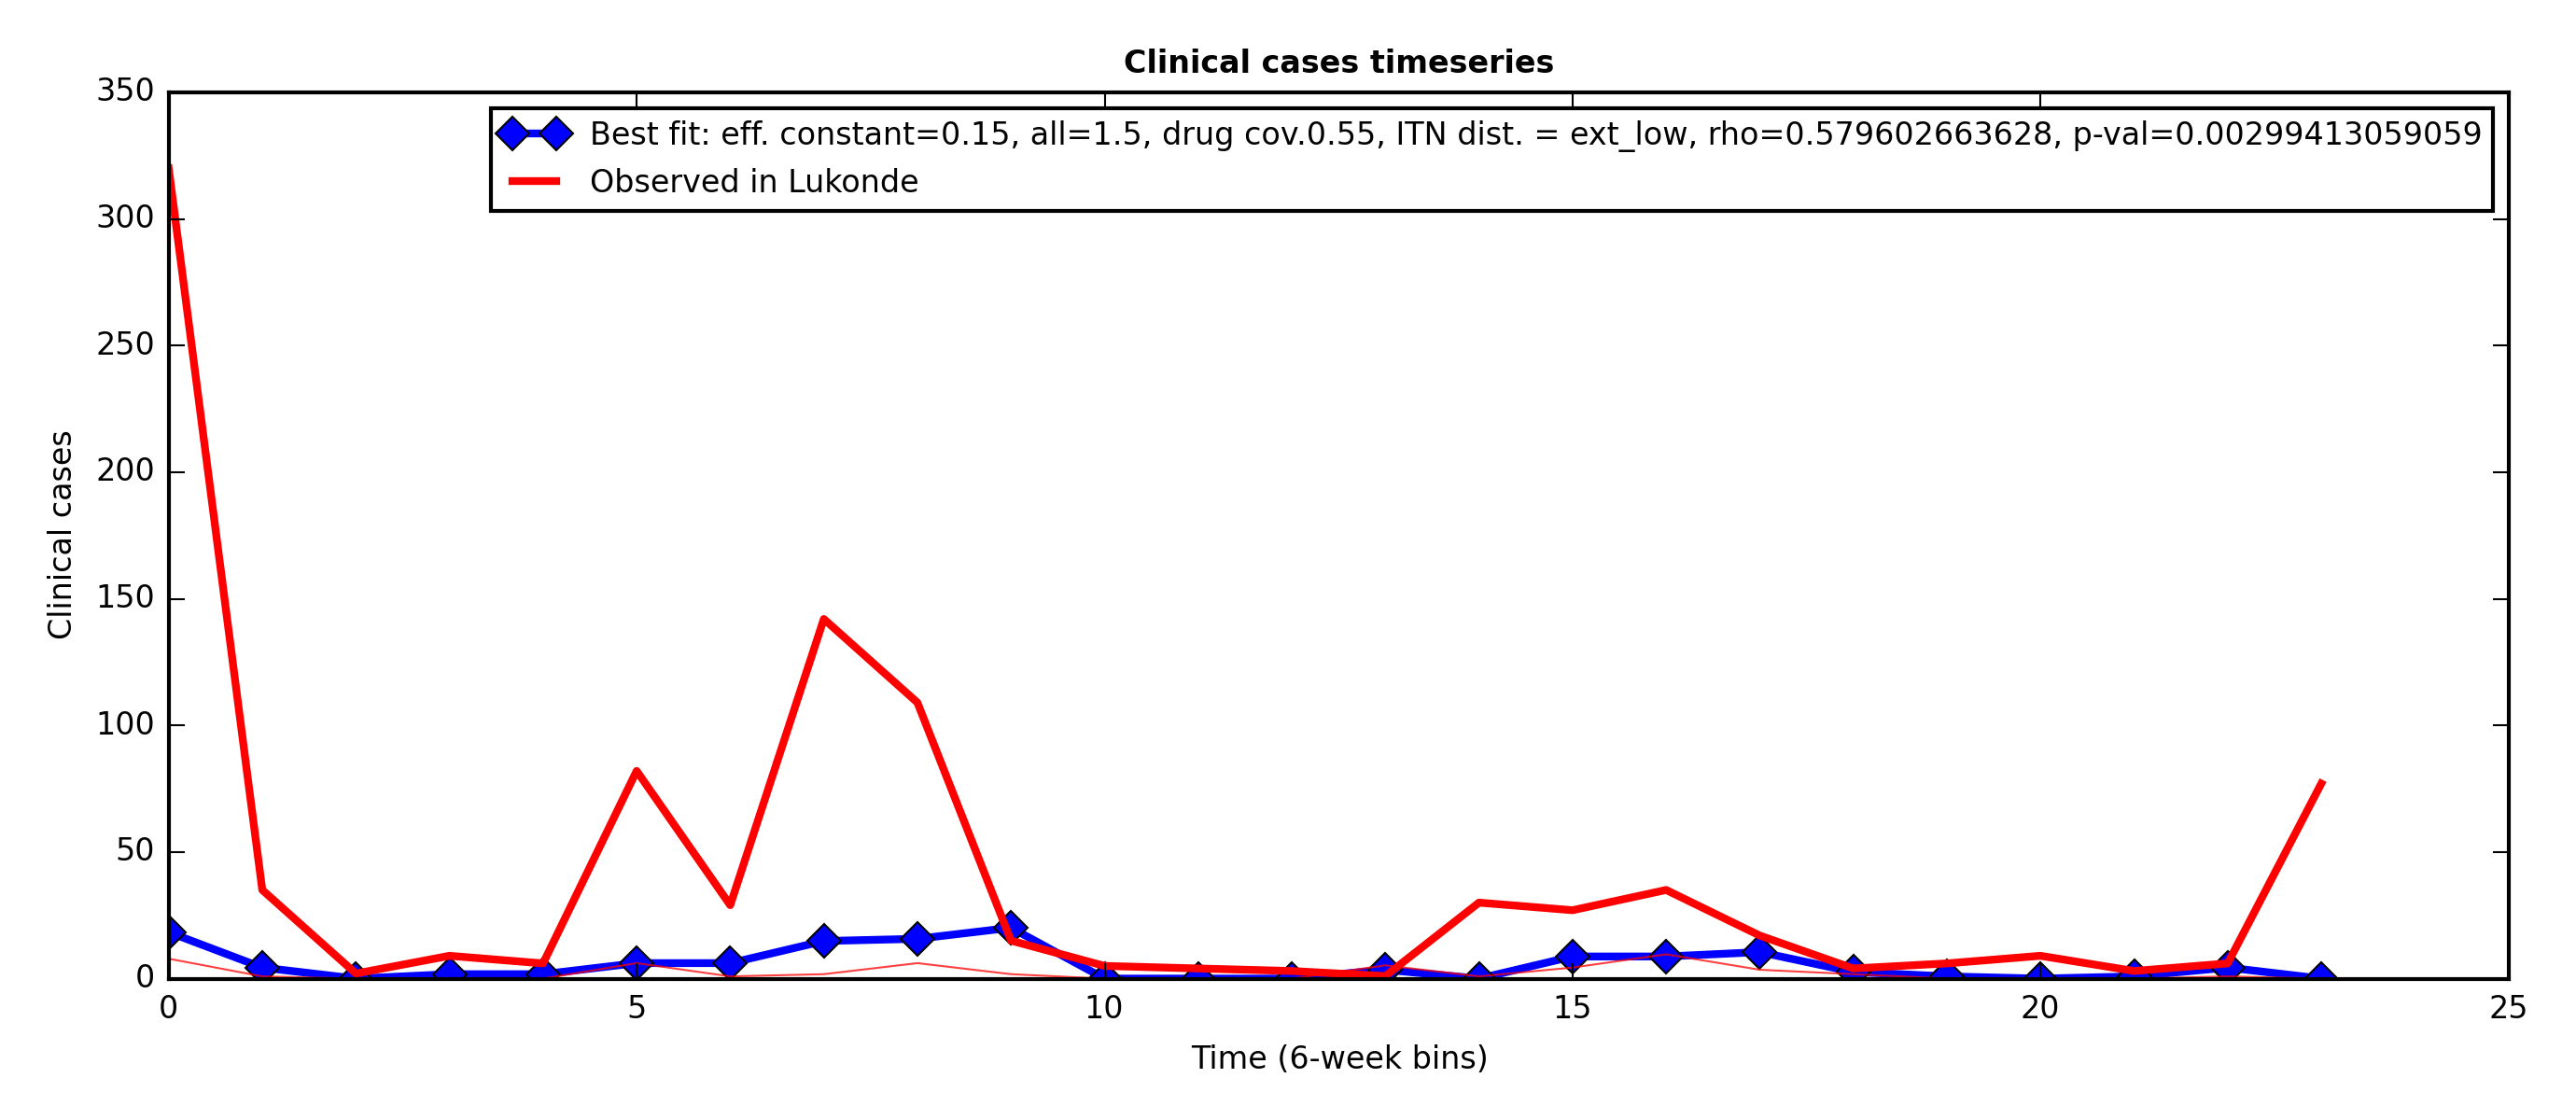 Clinical cases timeseries
350
300
250
200
150
100
50
0
Clinical cases
Best fit: eff. constant=0.15, all=1.5, drug cov.0.55, ITN dist. = ext_low, rho=0.579602663628, p-val=0.00299413059059
Observed in Lukonde
0 5 10 15 20 25
Time (6-week bins)